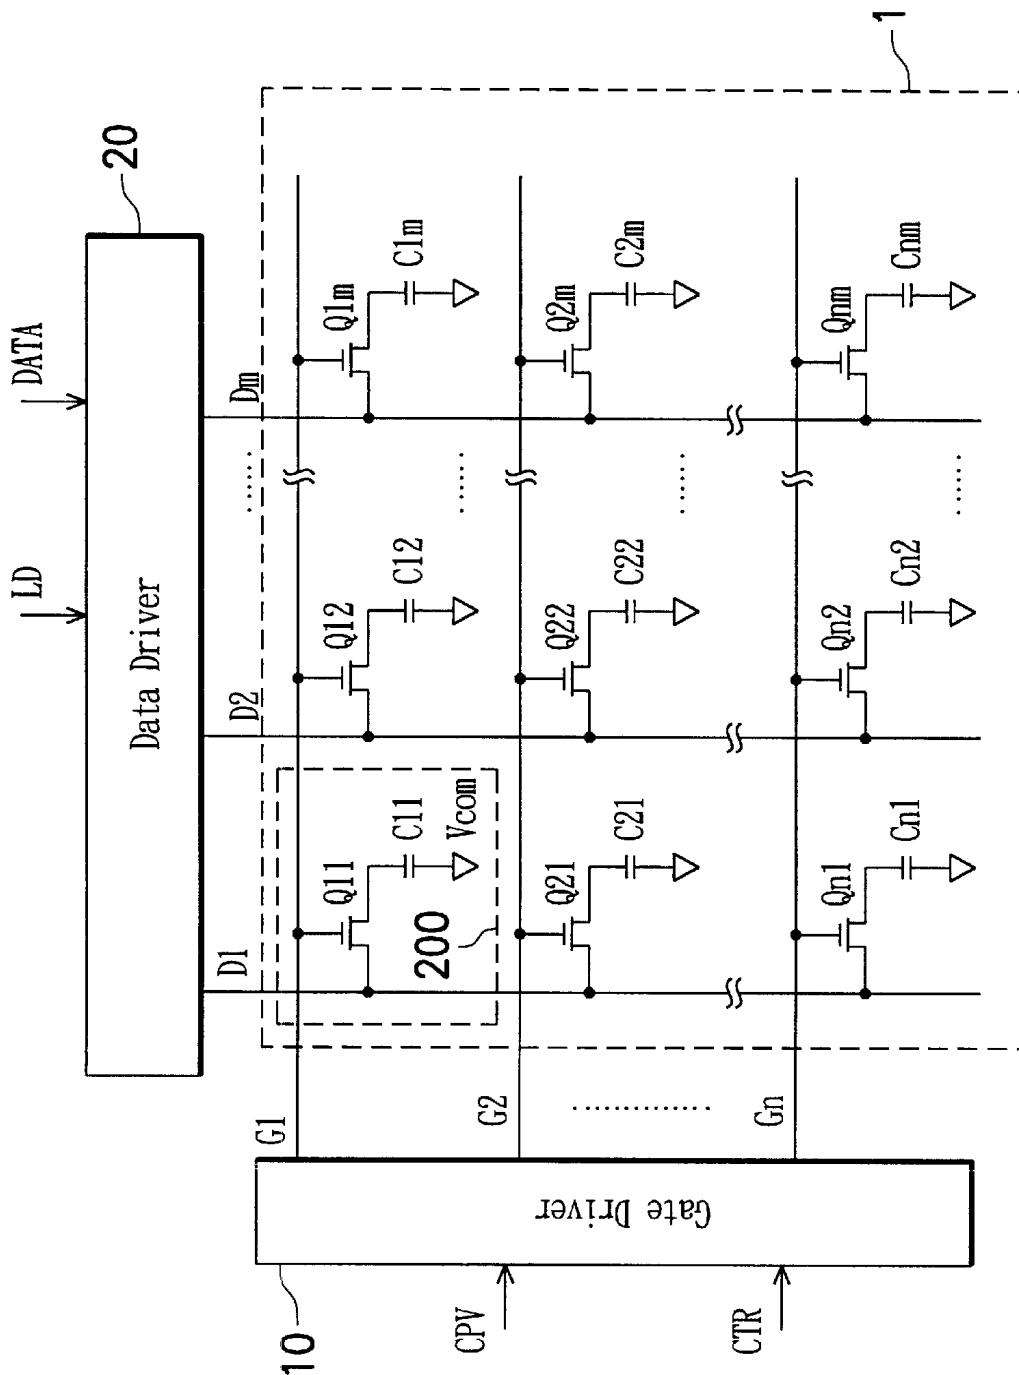 LD DATA
20
Data Driver
D1 D2 ...... Dm
1
G1
Q11 Q12 Q1m
C11 C12 ...... C1m
Vcom
200
G2
Q21 Q22 Q2m
C21 C22 ...... C2m
.............
Gn
Qn1 Qn2 Qnm
Cn1 Cn2 ...... Cnm
10
Gate Driver
CPV
CTR